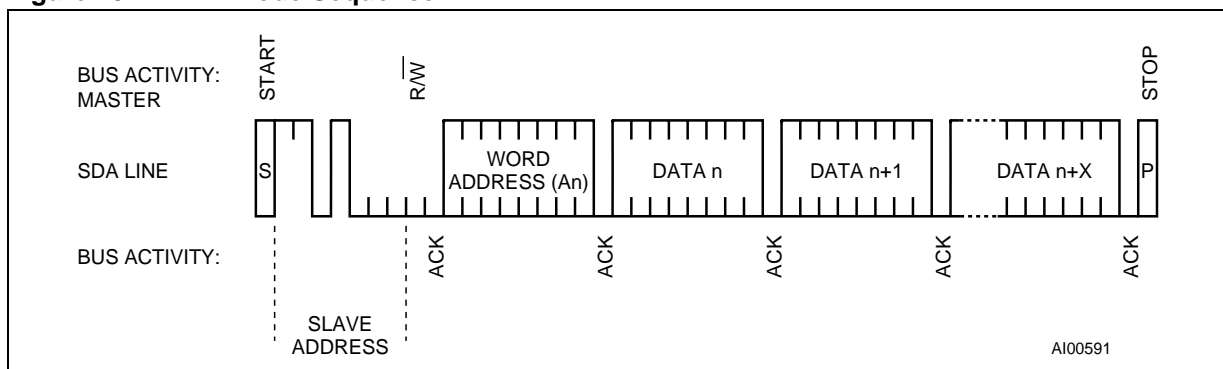 BUS ACTIVITY:
MASTER
START
R/W
STOP
SDA LINE
S
WORD
ADDRESS (An)
DATA n
DATA n+1
DATA n+X
P
BUS ACTIVITY:
ACK
ACK
ACK
ACK
ACK
SLAVE
ADDRESS
AI00591